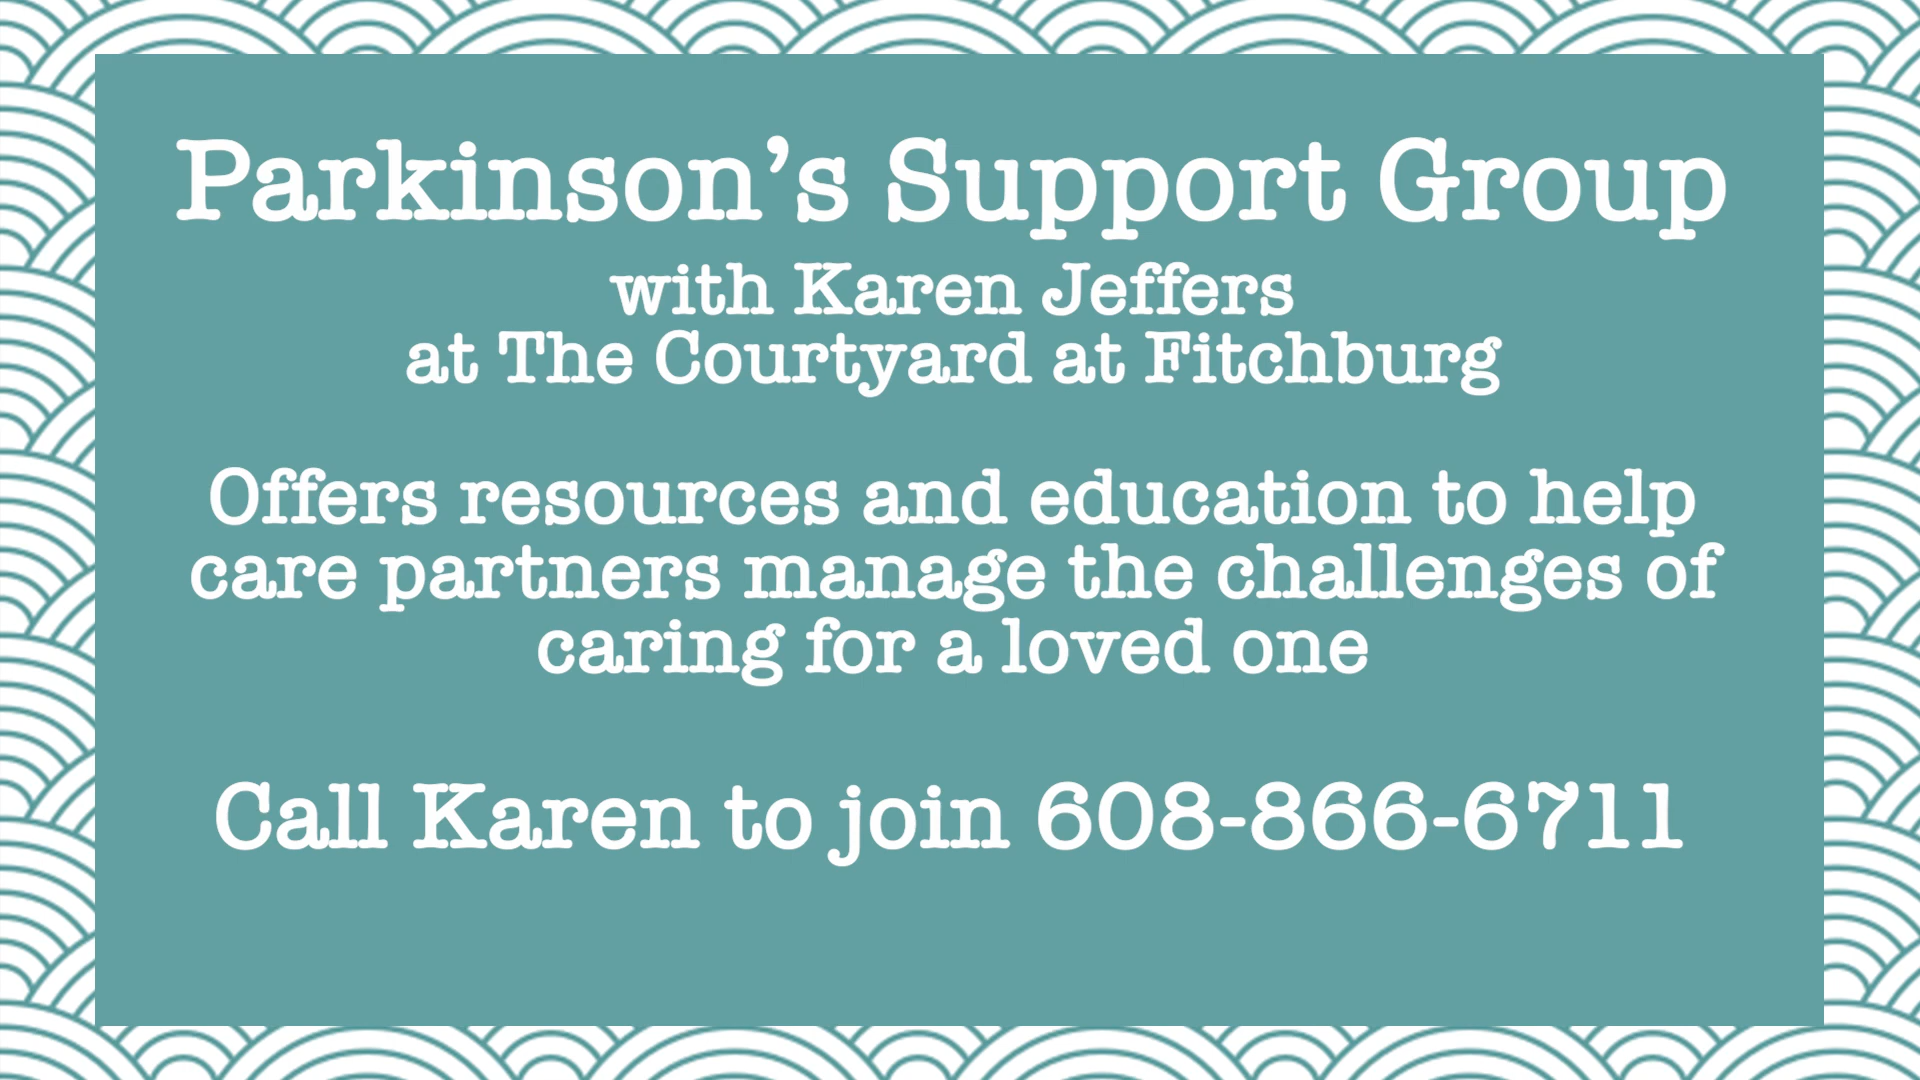 Parkinson’s Support Group
with Karen Jeffers
at The Courtyard at Fitchburg
Offers resources and education to help
care partners manage the challenges of
caring for a loved one
Call Karen to join 608-866-6711